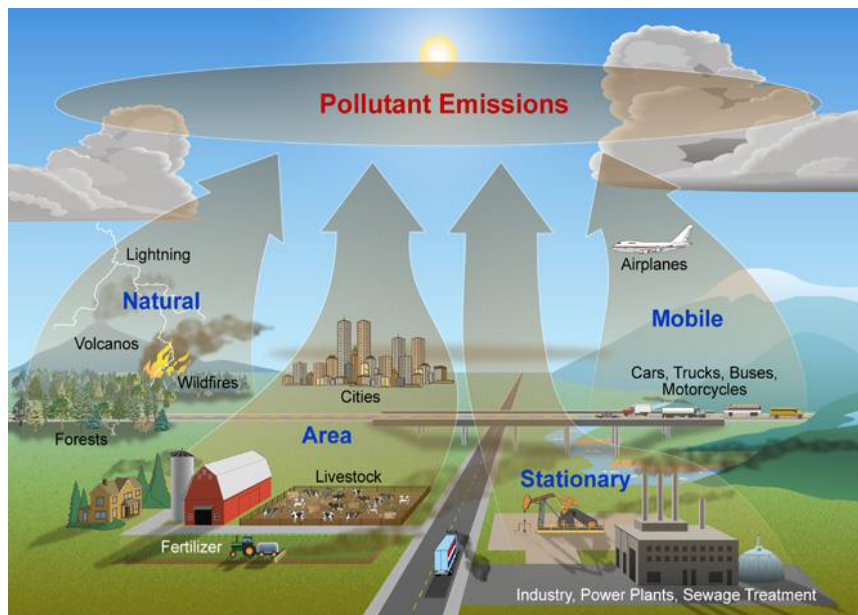 Pollutant Emissions
Lightning
Natural
Volcanos
Wildfires
Forests
Airplanes
Mobile
Cars, Trucks, Buses,
Motorcycles
Cities
Area
Livestock
Fertilizer
Stationary
Industry, Power Plants, Sewage Treatment